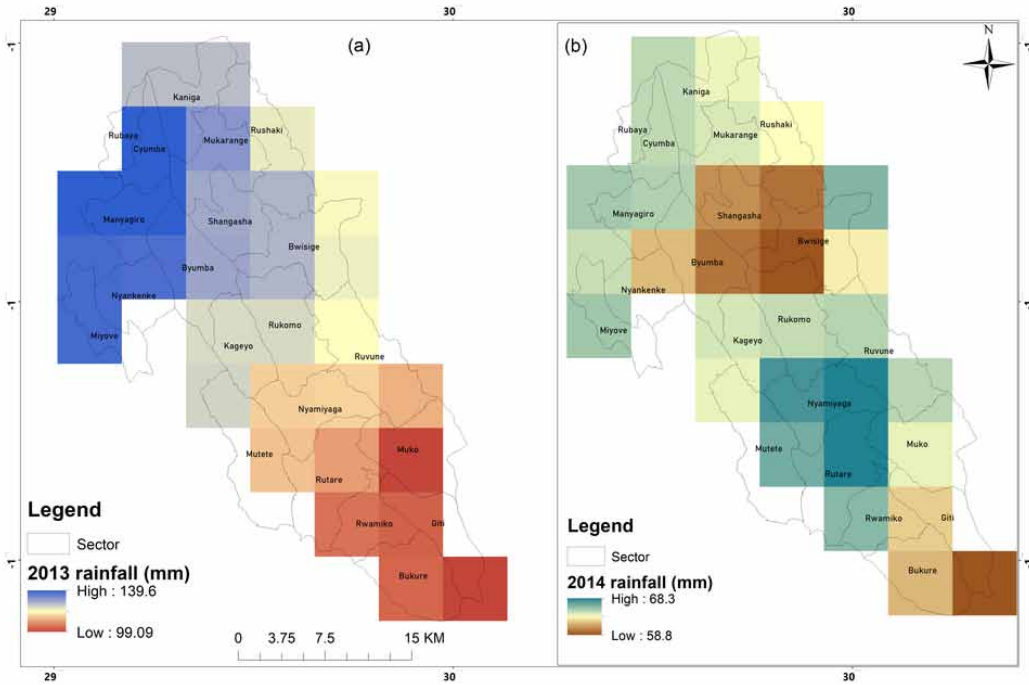 29
30
30
(a)
(b)
N
-1
-1
-1
-1
-1
-1
Kaniga
Rubaya
Cyumba
Mukarange
Rushaki
Manyagiro
Shangasha
Bwisige
Byumba
Nyankenke
Miyove
Rukomo
Kageyo
Ruvune
Nyamiyaga
Mutete
Muko
Rutare
Rwamiko
Giti
Bukure
Legend
Sector
2013 rainfall (mm)
High : 139.6
Low : 99.09
0 3.75 7.5 15 KM
Kaniga
Rubaya
Cyumba
Mukarange
Rushaki
Manyagiro
Shangasha
Bwisige
Byumba
Nyankenke
Miyove
Rukomo
Kageyo
Ruvune
Nyamiyaga
Mutete
Muko
Rutare
Rwamiko
Giti
Bukure
Legend
Sector
2014 rainfall (mm)
High : 68.3
Low : 58.8
29
30
30